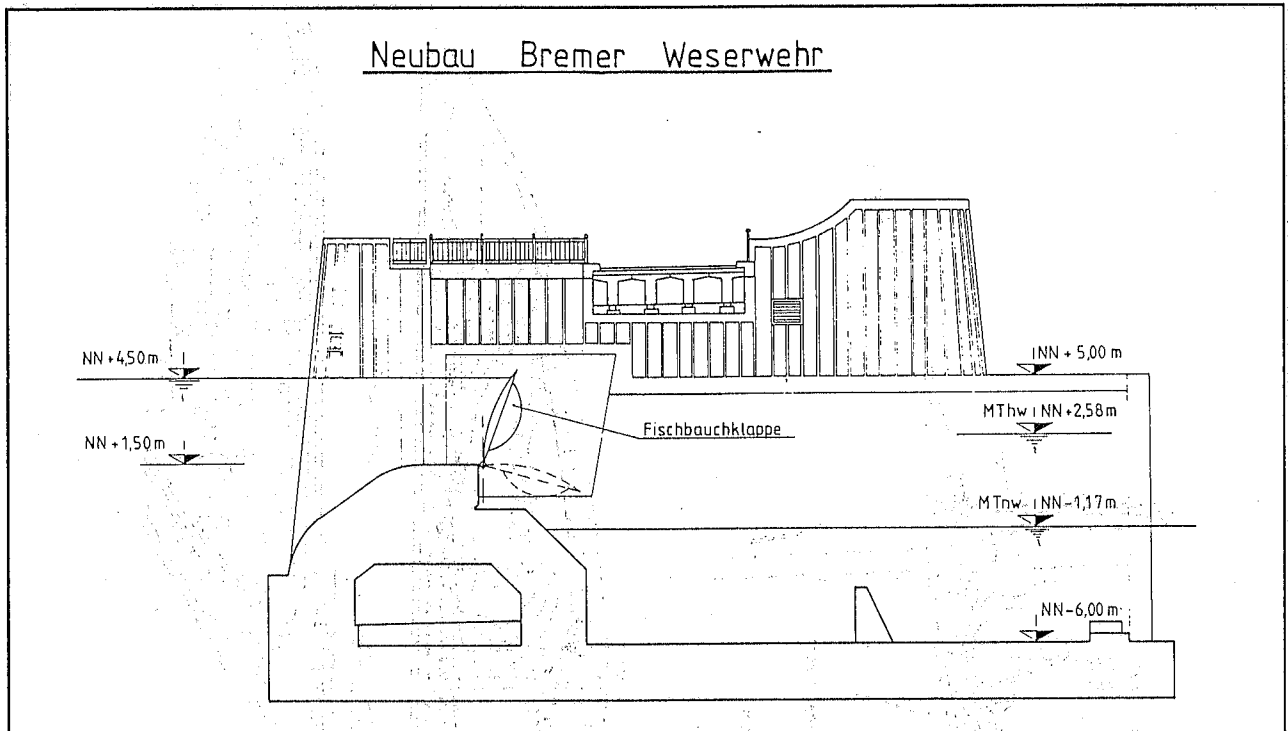 Neubau Bremer Weserwehr
NN+4,50m
NN+1,50m
Fischbauchklappe
NN + 5,00 m
MThw NN+2,58m
MTnw NN-1,17m
NN-6,00m